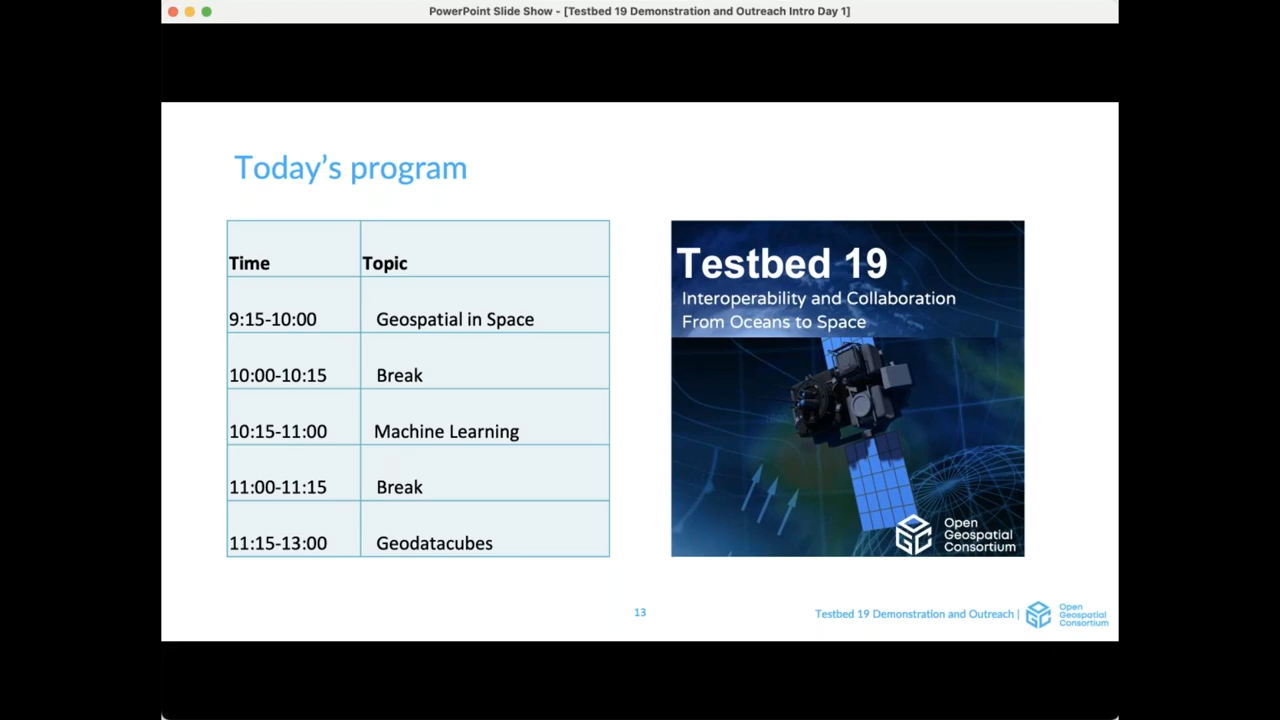 PowerPoint Slide Show - [Testbed 19 Demonstration and Outreach Intro Day 1]
Today’s program
Time Topic
9:15-10:00 Geospatial in Space
10:00-10:15 Break
10:15-11:00 Machine Learning
11:00-11:15 Break
11:15-13:00 Geodatacubes
Testbed 19
Interoperability and Collaboration
From Oceans to Space
Open
Geospatial
Consortium
13
Testbed 19 Demonstration and Outreach |
Open
Geospatial
Consortium